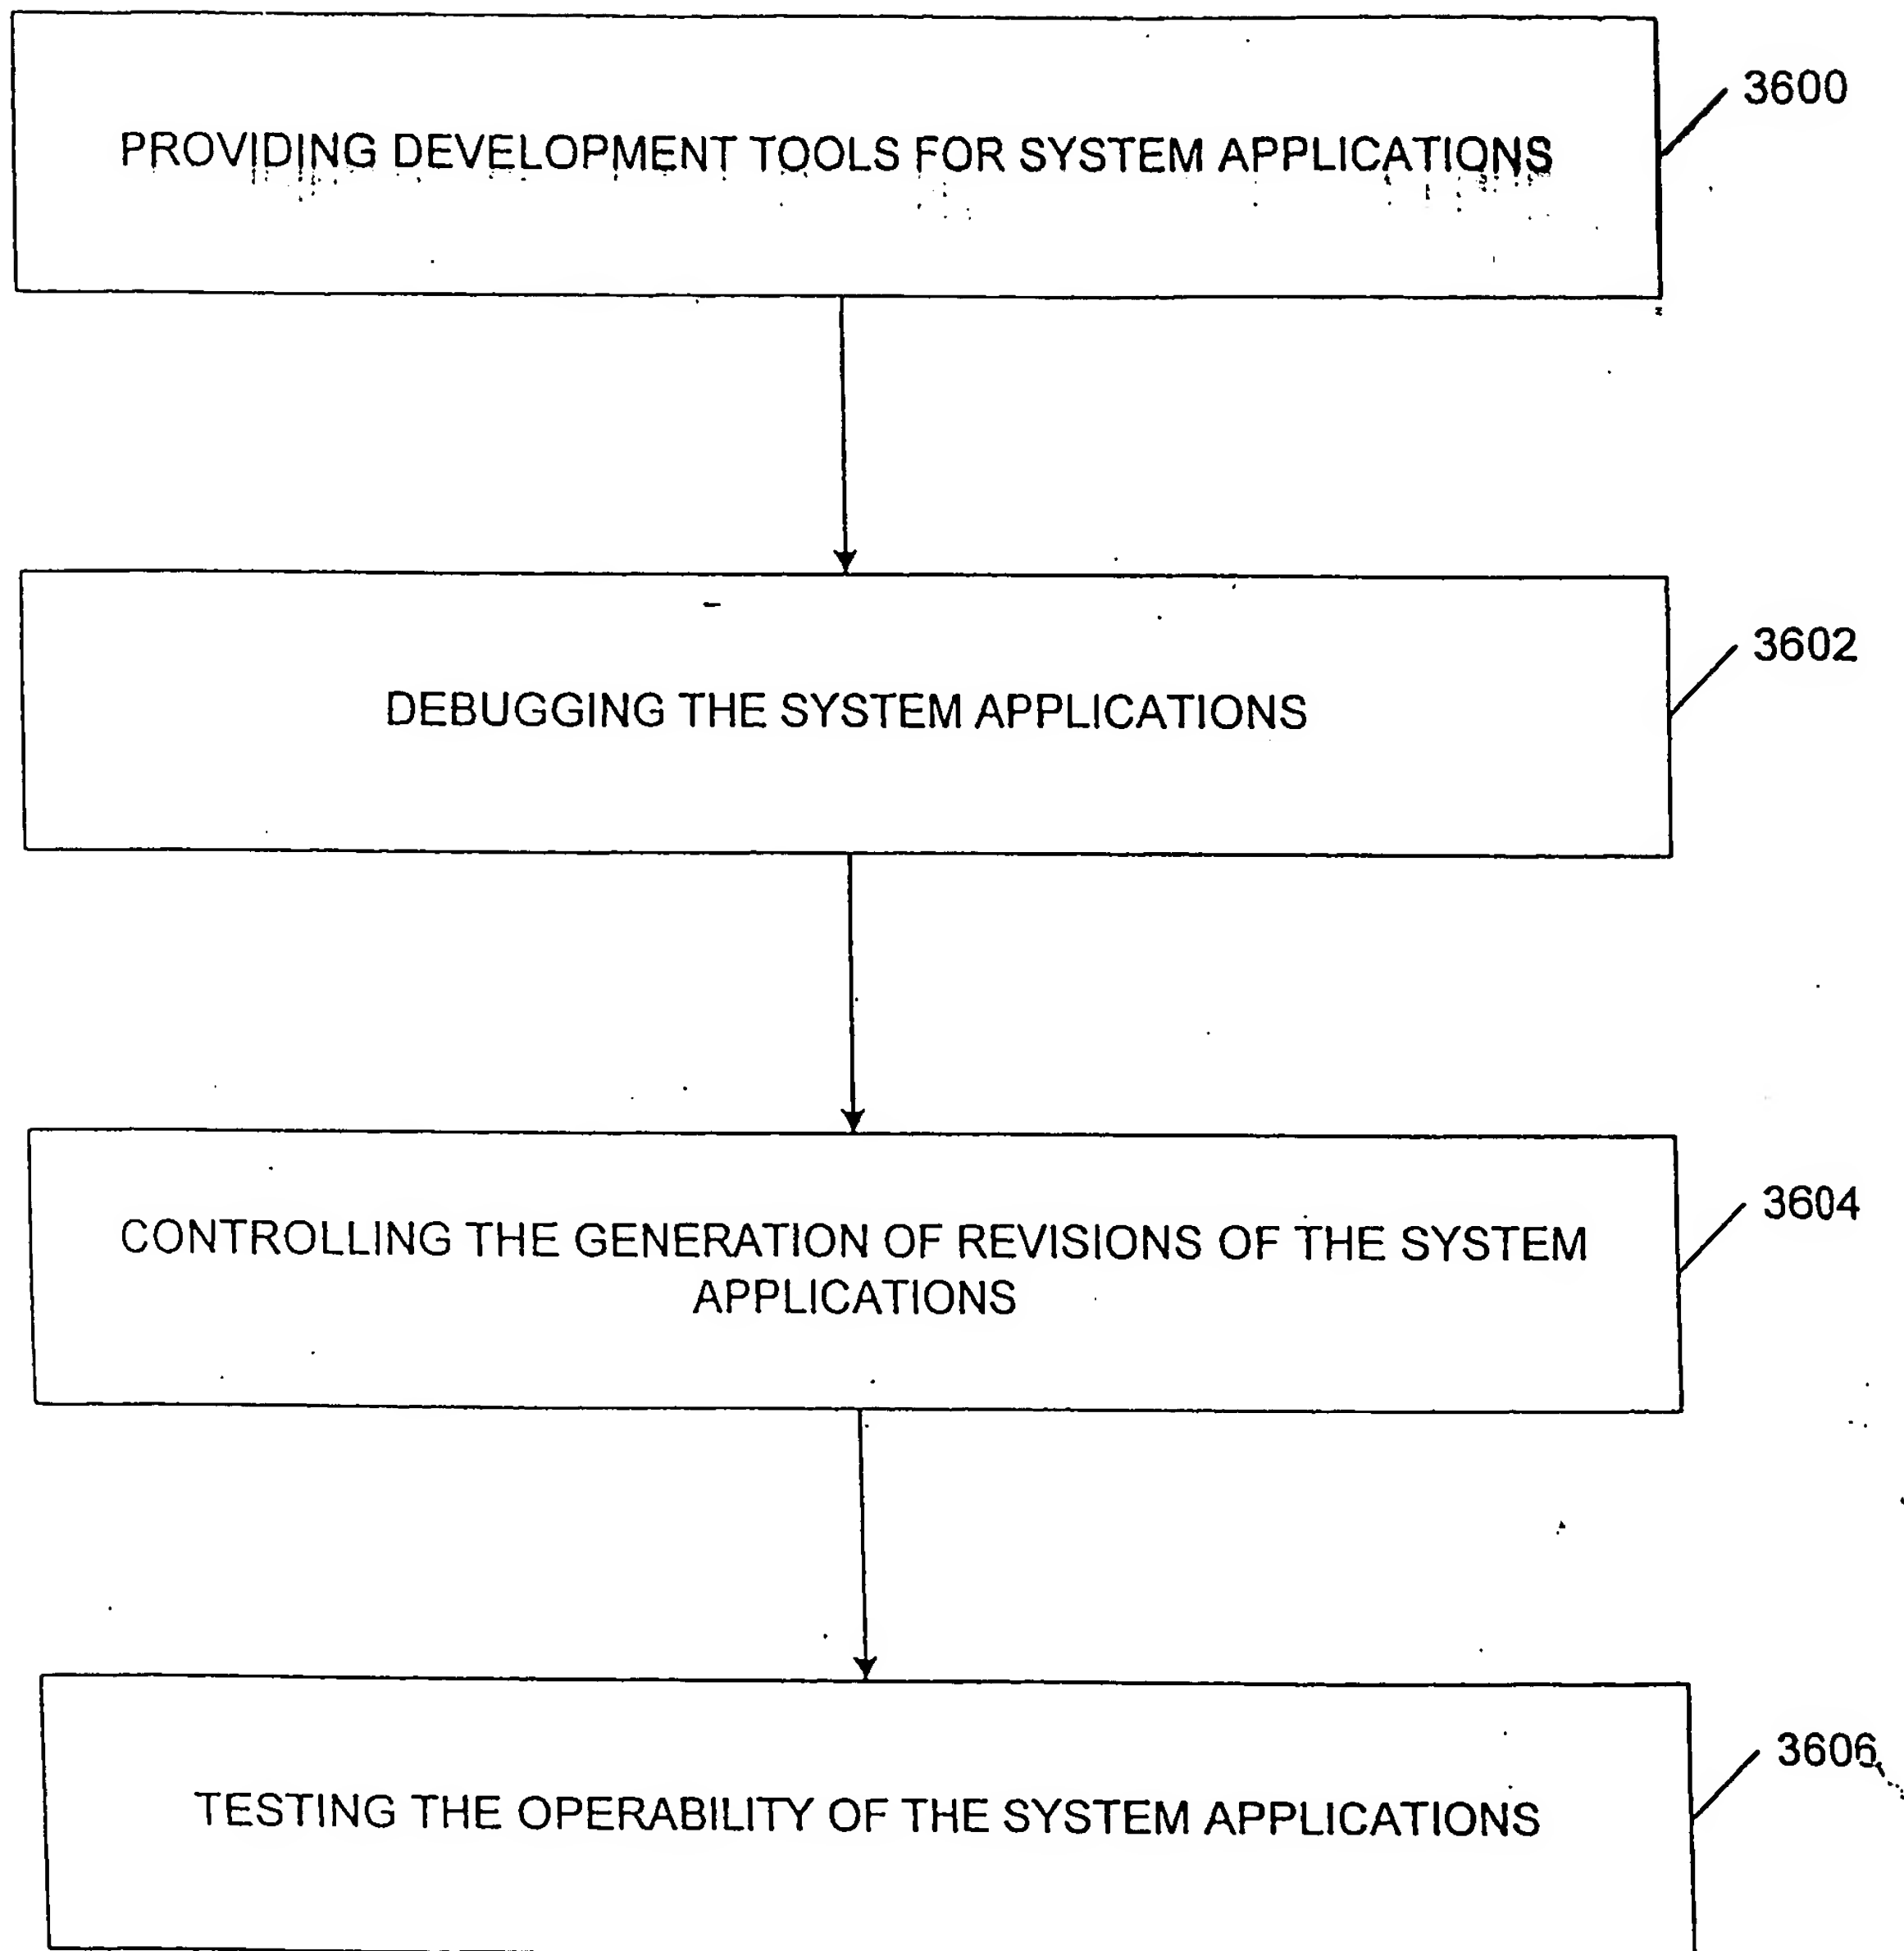 PROVIDING DEVELOPMENT TOOLS FOR SYSTEM APPLICATIONS
3600
DEBUGGING THE SYSTEM APPLICATIONS
3602
CONTROLLING THE GENERATION OF REVISIONS OF THE SYSTEM
APPLICATIONS
3604
TESTING THE OPERABILITY OF THE SYSTEM APPLICATIONS
3606